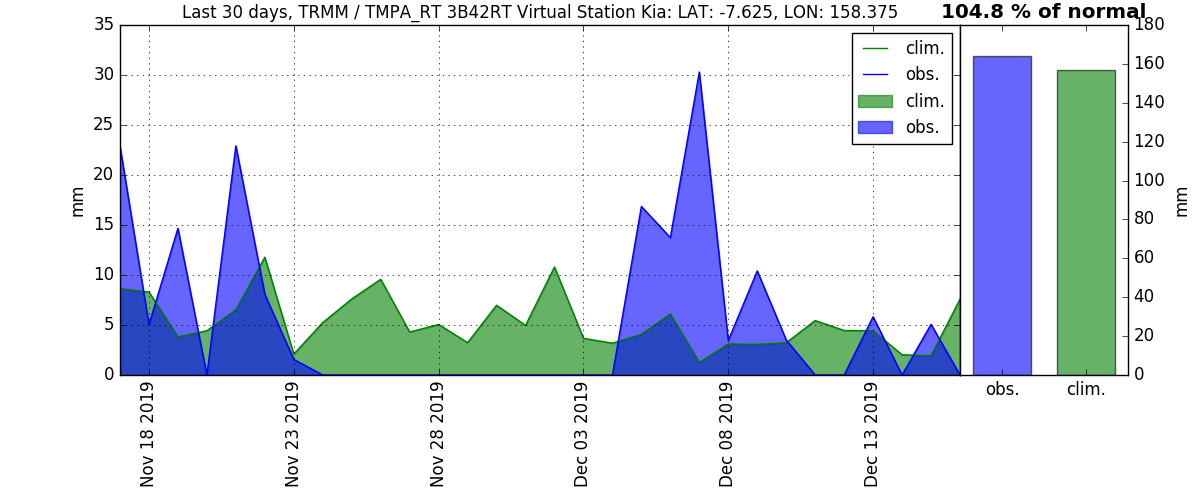 Last 30 days, TRMM / TMPA_RT 3B42RT Virtual Station Kia: LAT: -7.625, LON: 158.375
104.8 % of normal
35
30
25
20
15
10
5
0
mm
clim.
obs.
clim.
obs.
Nov 18 2019
Nov 23 2019
Nov 28 2019
Dec 03 2019
Dec 08 2019
Dec 13 2019
180
160
140
120
100
80
60
40
20
0
mm
obs.
clim.